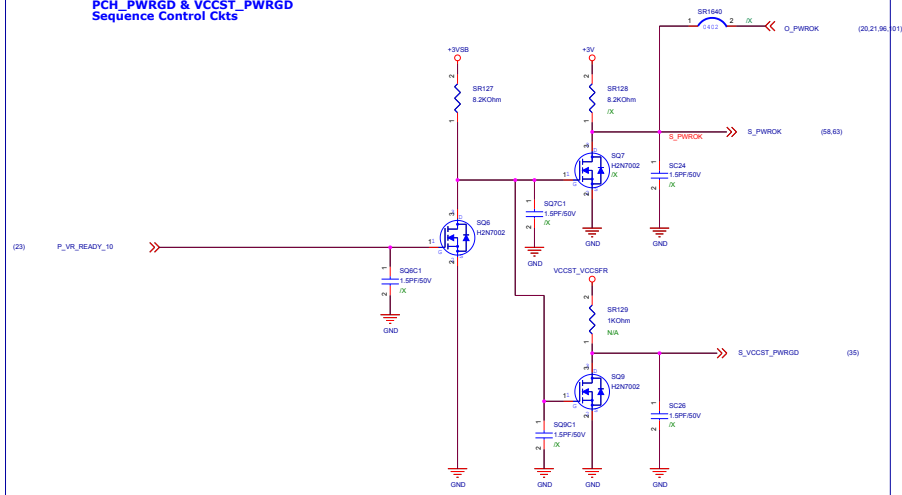 PCH_PWRGD & VCCST_PWRGD
Sequence Control Ckts
SR1640
1
2
/X
0402
O_PWROK
(20,21,96,101)
+3VSB
+3V
2
SR127
8.2KOhm
1
2
SR128
8.2KOhm
/X
1
S_PWROK
S_PWROK
(58,63)
3
SQ7
H2N7002
/X
11
2
GND
1
SC24
1.5PF/50V
2
/X
GND
1
SQ7C1
1.5PF/50V
2
/X
GND
3
SQ6
H2N7002
11
G
2
(23)
P_VR_READY_10
1
SQ6C1
1.5PF/50V
2
/X
GND
VCCST_VCCSFR
2
SR129
1KOhm
N/A
1
S_VCCST_PWRGD
(35)
3
SQ9
H2N7002
11
G
2
1
SC26
1.5PF/50V
2
/X
1
SQ9C1
1.5PF/50V
2
/X
GND
GND
GND
GND